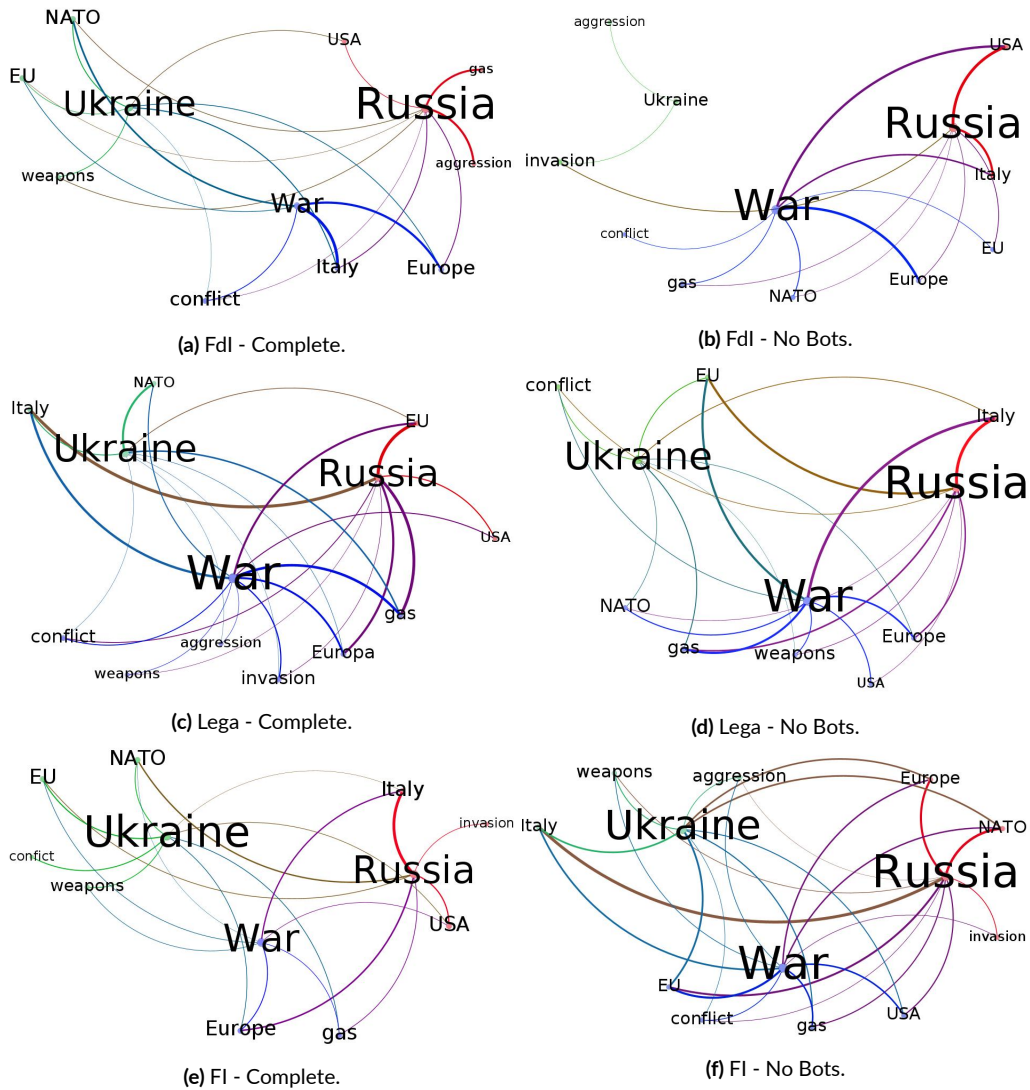 NATO
USA
gas
EU
Ukraine
Russia
aggression
weapons
War
Italy
Europe
conflict
(a) FdI - Complete.
aggression
USA
Ukraine
Russia
invasion
Italy
War
conflict
EU
gas
Europe
NATO
(b) FdI - No Bots.
NATO
Italy
EU
Ukraine
Russia
USA
War
gas
conflict
aggression
Europa
weapons
invasion
(c) Lega - Complete.
EU
conflict
Italy
Ukraine
Russia
War
NATO
Europe
gas
weapons
USA
(d) Lega - No Bots.
NATO
EU
Italy
Ukraine
invasion
confict
Russia
weapons
USA
War
Europe
gas
(e) FI - Complete.
weapons
aggression
Europe
Italy
Ukraine
NATO
Russia
invasion
War
EU
conflict
gas
USA
(f) FI - No Bots.